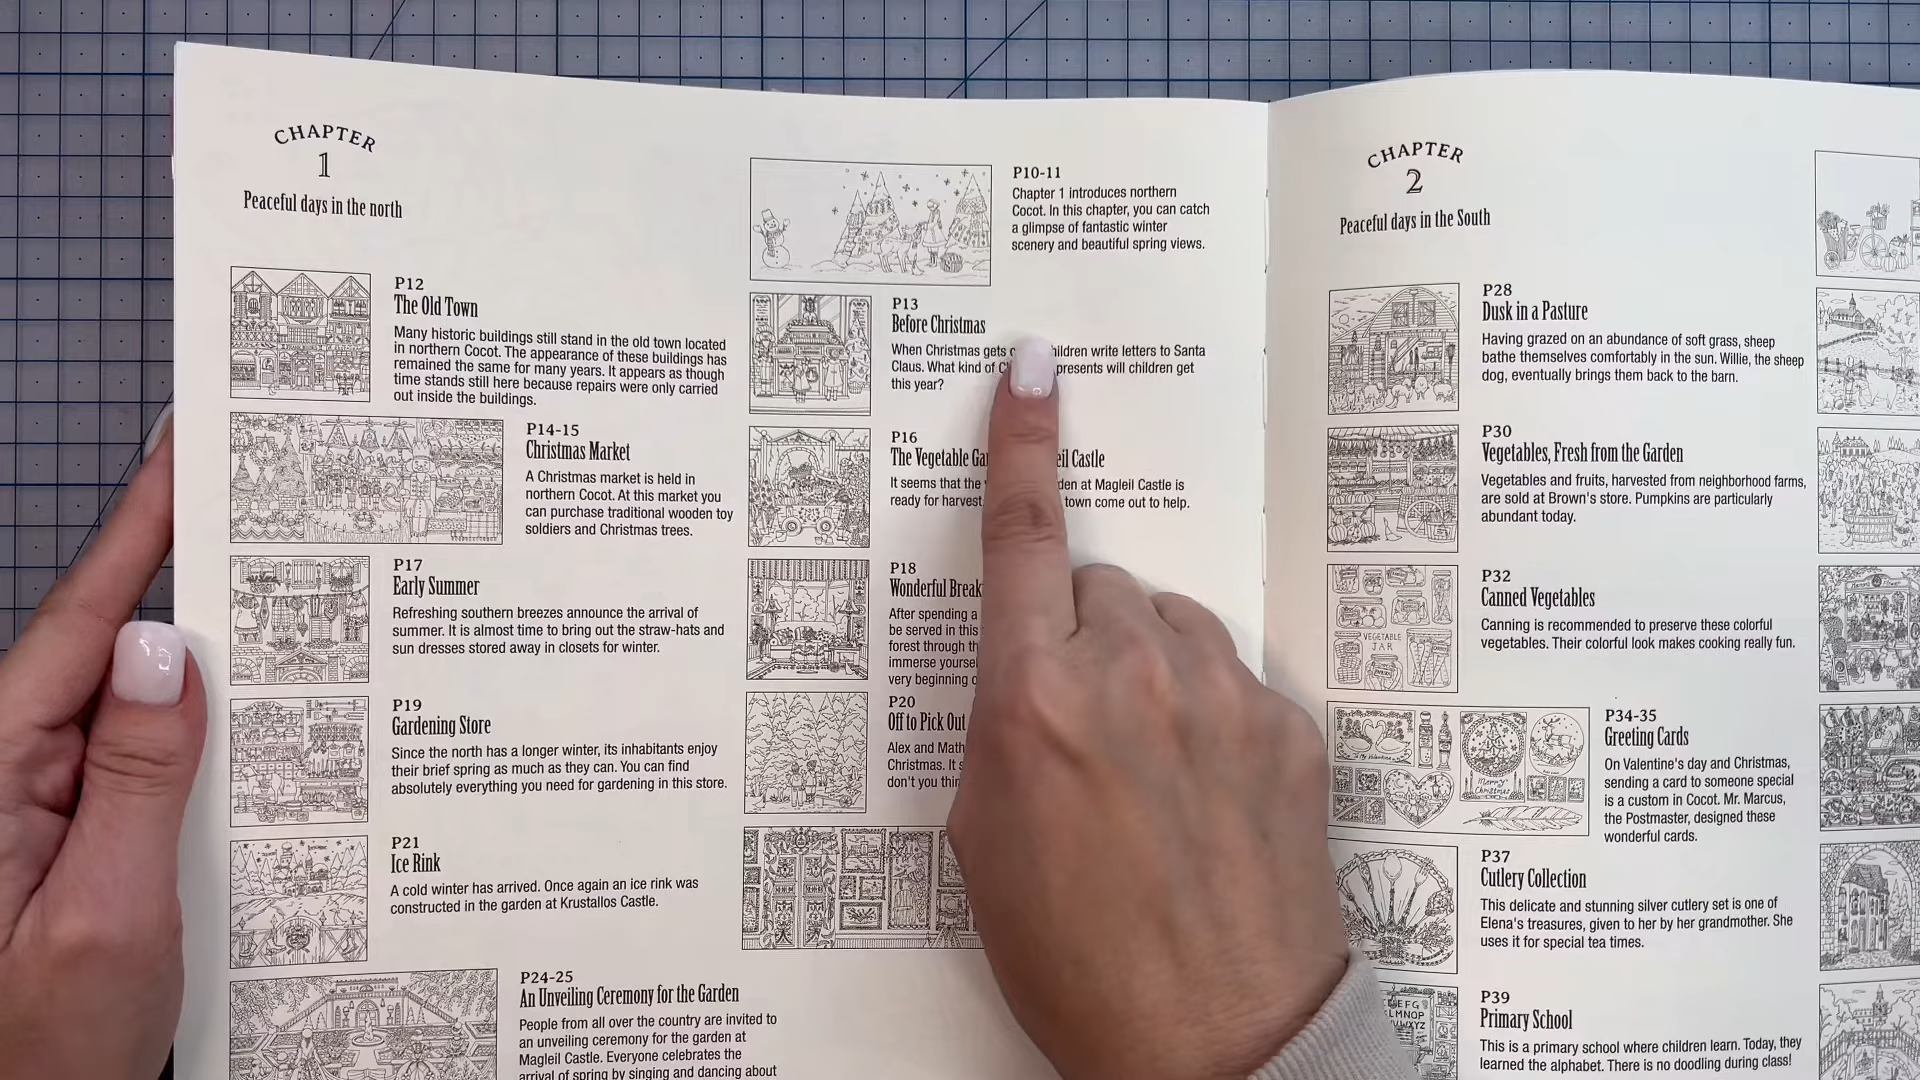 CHAPTER
1
Peaceful days in the north
P10-11
Chapter 1 introduces northern
Cocot. In this chapter, you can catch
a glimpse of fantastic winter
scenery and beautiful spring views.
P12
The Old Town
Many historic buildings still stand in the old town located
in northern Cocot. The appearance of these buildings has
remained the same for many years. It appears as though
time stands still here because repairs were only carried
out inside the buildings.
P13
Before Christmas
When Christmas gets children write letters to Santa
Claus. What kind of presents will children get
this year?
P14-15
Christmas Market
A Christmas market is held in
northern Cocot. At this market you
can purchase traditional wooden toy
soldiers and Christmas trees.
P16
The Vegetable Castle
It seems that the at Magleil Castle is
ready for harvest town come out to help.
P17
Early Summer
Refreshing southern breezes announce the arrival of
summer. It is almost time to bring out the straw-hats and
sun dresses stored away in closets for winter.
P18
Wonderful
After spending a
be served in this
forest through
immerse
very beginning
P19
Gardening Store
Since the north has a longer winter, its inhabitants enjoy
their brief spring as much as they can. You can find
absolutely everything you need for gardening in this store.
P20
Off to Pick Out
Alex and
Christmas. It
don't you
P21
Ice Rink
A cold winter has arrived. Once again an ice rink was
constructed in the garden at Krustallos Castle.
P24-25
An Unveiling Ceremony for the Garden
People from all over the country are invited to
an unveiling ceremony for the garden at
Magleil Castle. Everyone celebrates the
arrival of spring by singing and dancing about
CHAPTER
2
Peaceful days in the South
P28
Dusk in a Pasture
Having grazed on an abundance of soft grass, sheep
bathe themselves comfortably in the sun. Willie, the sheep
dog, eventually brings them back to the barn.
P30
Vegetables, Fresh from the Garden
Vegetables and fruits, harvested from neighborhood farms,
are sold at Brown's store. Pumpkins are particularly
abundant today.
VEGETABLE
JAR
P32
Canned Vegetables
Canning is recommended to preserve these colorful
vegetables. Their colorful look makes cooking really fun.
Merry
Christmas
P34-35
Greeting Cards
On Valentine's day and Christmas,
sending a card to someone special
is a custom in Cocot. Mr. Marcus,
the Postmaster, designed these
wonderful cards.
P37
Cutlery Collection
This delicate and stunning silver cutlery set is one of
Elena's treasures, given to her by her grandmother. She
uses it for special tea times.
P39
Primary School
This is a primary school where children learn. Today, they
learned the alphabet. There is no doodling during class!